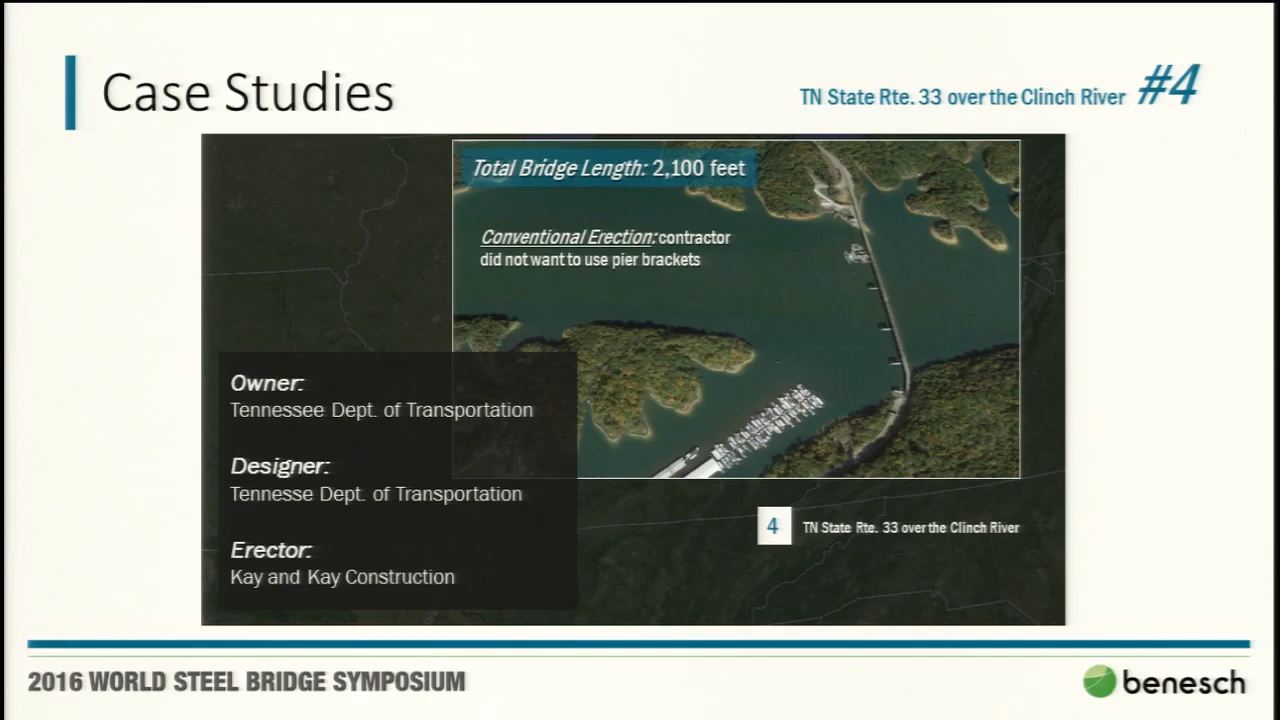 Case Studies
TN State Rte. 33 over the Clinch River #4
Total Bridge Length: 2,100 feet
Conventional Erection: contractor
did not want to use pier brackets
Owner:
Tennessee Dept. of Transportation
Designer:
Tennesse Dept. of Transportation
Erector:
Kay and Kay Construction
4 TN State Rte. 33 over the Clinch River
2016 WORLD STEEL BRIDGE SYMPOSIUM
benesch